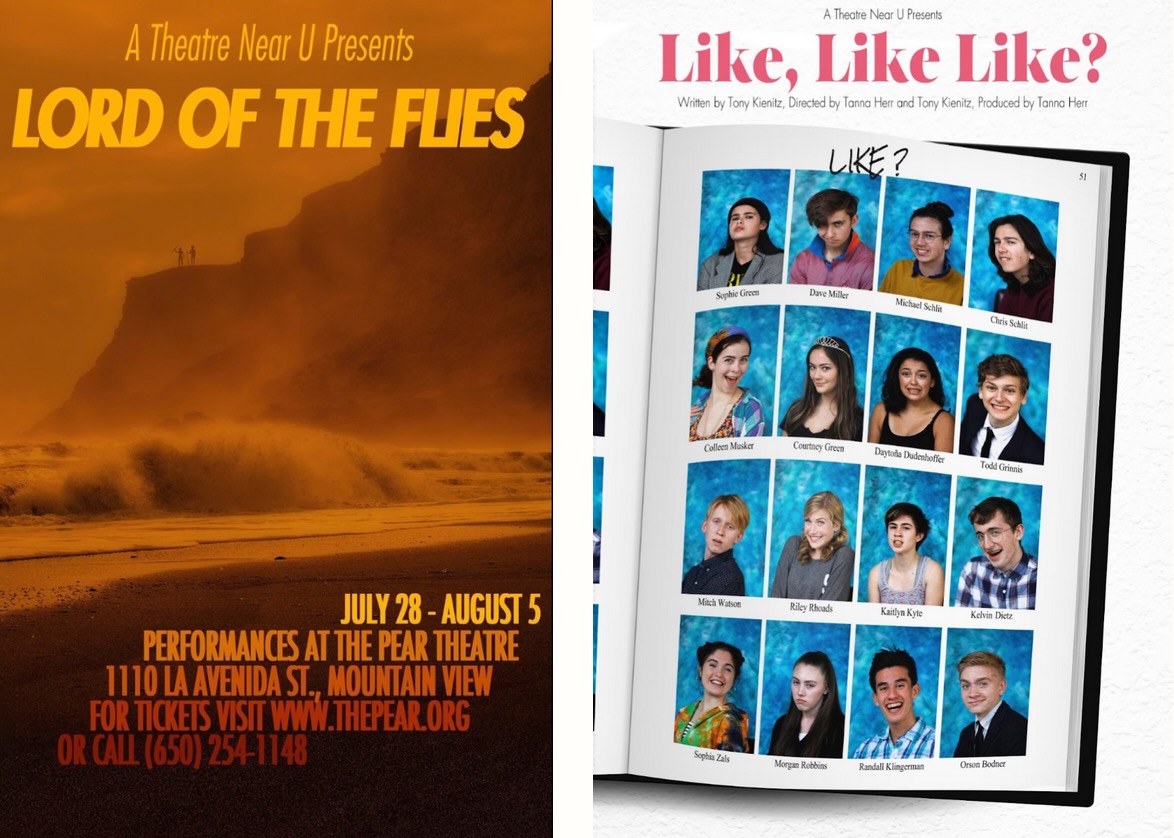 A Theatre Near U Presents
LORD OF THE FLIES
JULY 28 - AUGUST 5
PERFORMANCES AT THE PEAR THEATRE
1110 LA AVENIDA ST., MOUNTAIN VIEW
FOR TICKETS VISIT WWW.THEPEAR.ORG
OR CALL (650) 254-1148
A Theatre Near U Presents
Like, Like Like?
Written by Tony Kienitz, Directed by Tanna Herr and Tony Kienitz, Produced by Tanna Herr
LIKE?
51
Sophie Green
Dave Miller
Michael Schlit
Chris Schlit
Colleen Musker
Courtney Green
Daytoña Dudenhoffer
Todd Grinnis
Mitch Watson
Riley Rhoads
Kaitlyn Kyte
Kelvin Dietz
Sophia Zals
Morgan Robbins
Randall Klingerman
Orson Bodner